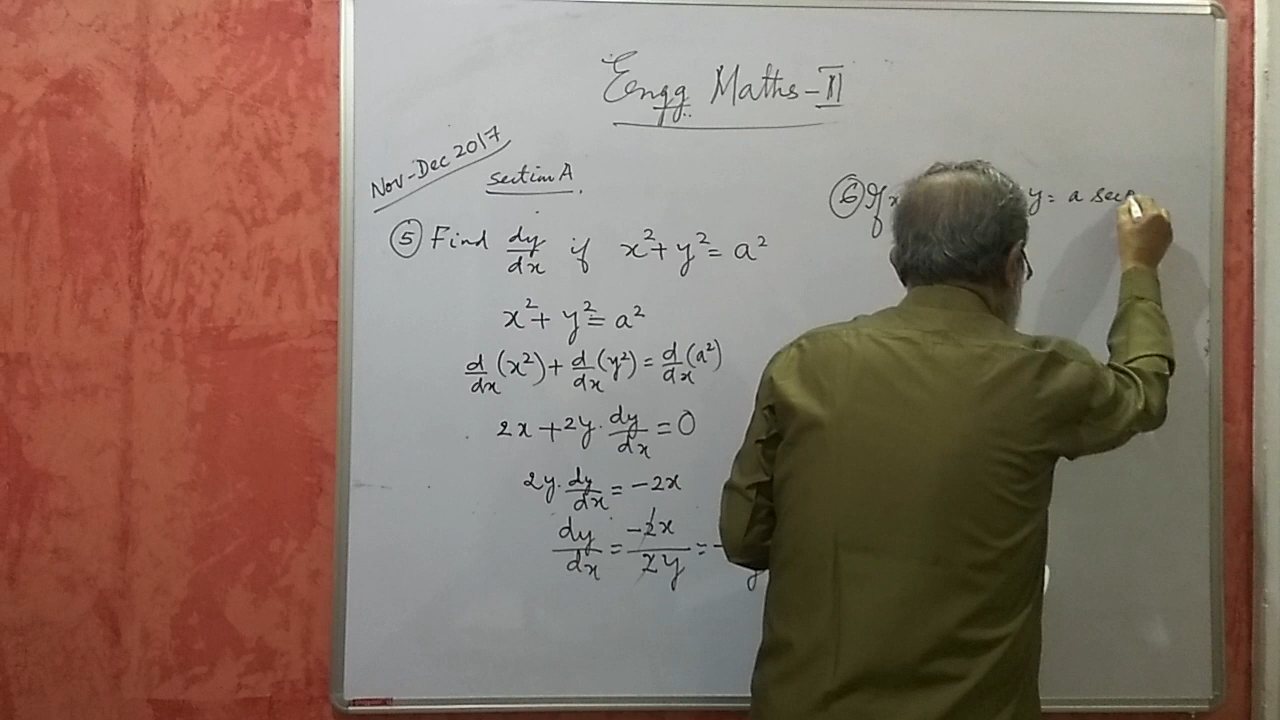 Eengg Maths-II
Nov-Dec 2017
Section A.
⑤ Find dy/dx if x² + y² = a²
x² + y² = a²
d/dx (x²) + d/dx (y²) = d/dx (a²)
2x + 2y · dy/dx = 0
2y · dy/dx = -2x
dy/dx = -2x/2y = -
⑥ If x y = a sec